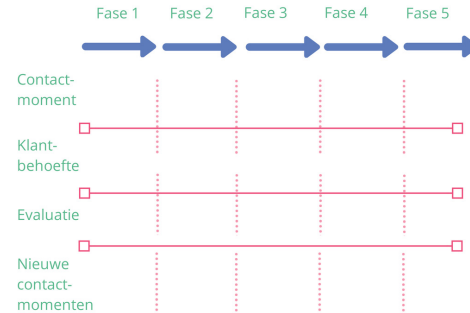 Fase 1 Fase 2 Fase 3 Fase 4 Fase 5
Contact-
moment
Klant-
behoefte
Evaluatie
Nieuwe
contact-
momenten